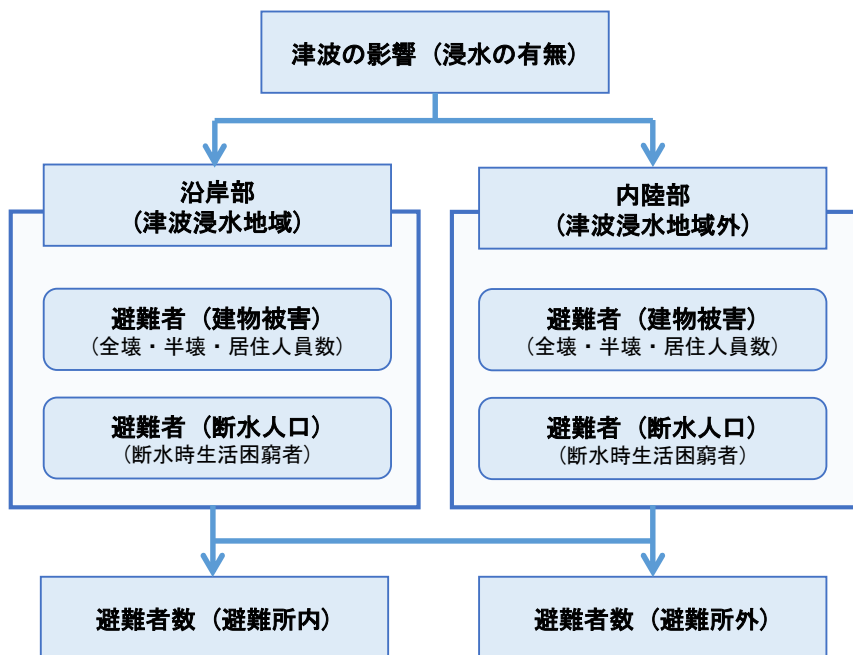 津波の影響（浸水の有無）
沿岸部
（津波浸水地域）
避難者（建物被害）
（全壊・半壊・居住人員数）
避難者（断水人口）
（断水時生活困窮者）
内陸部
（津波浸水地域外）
避難者（建物被害）
（全壊・半壊・居住人員数）
避難者（断水人口）
（断水時生活困窮者）
避難者数（避難所内）
避難者数（避難所外）